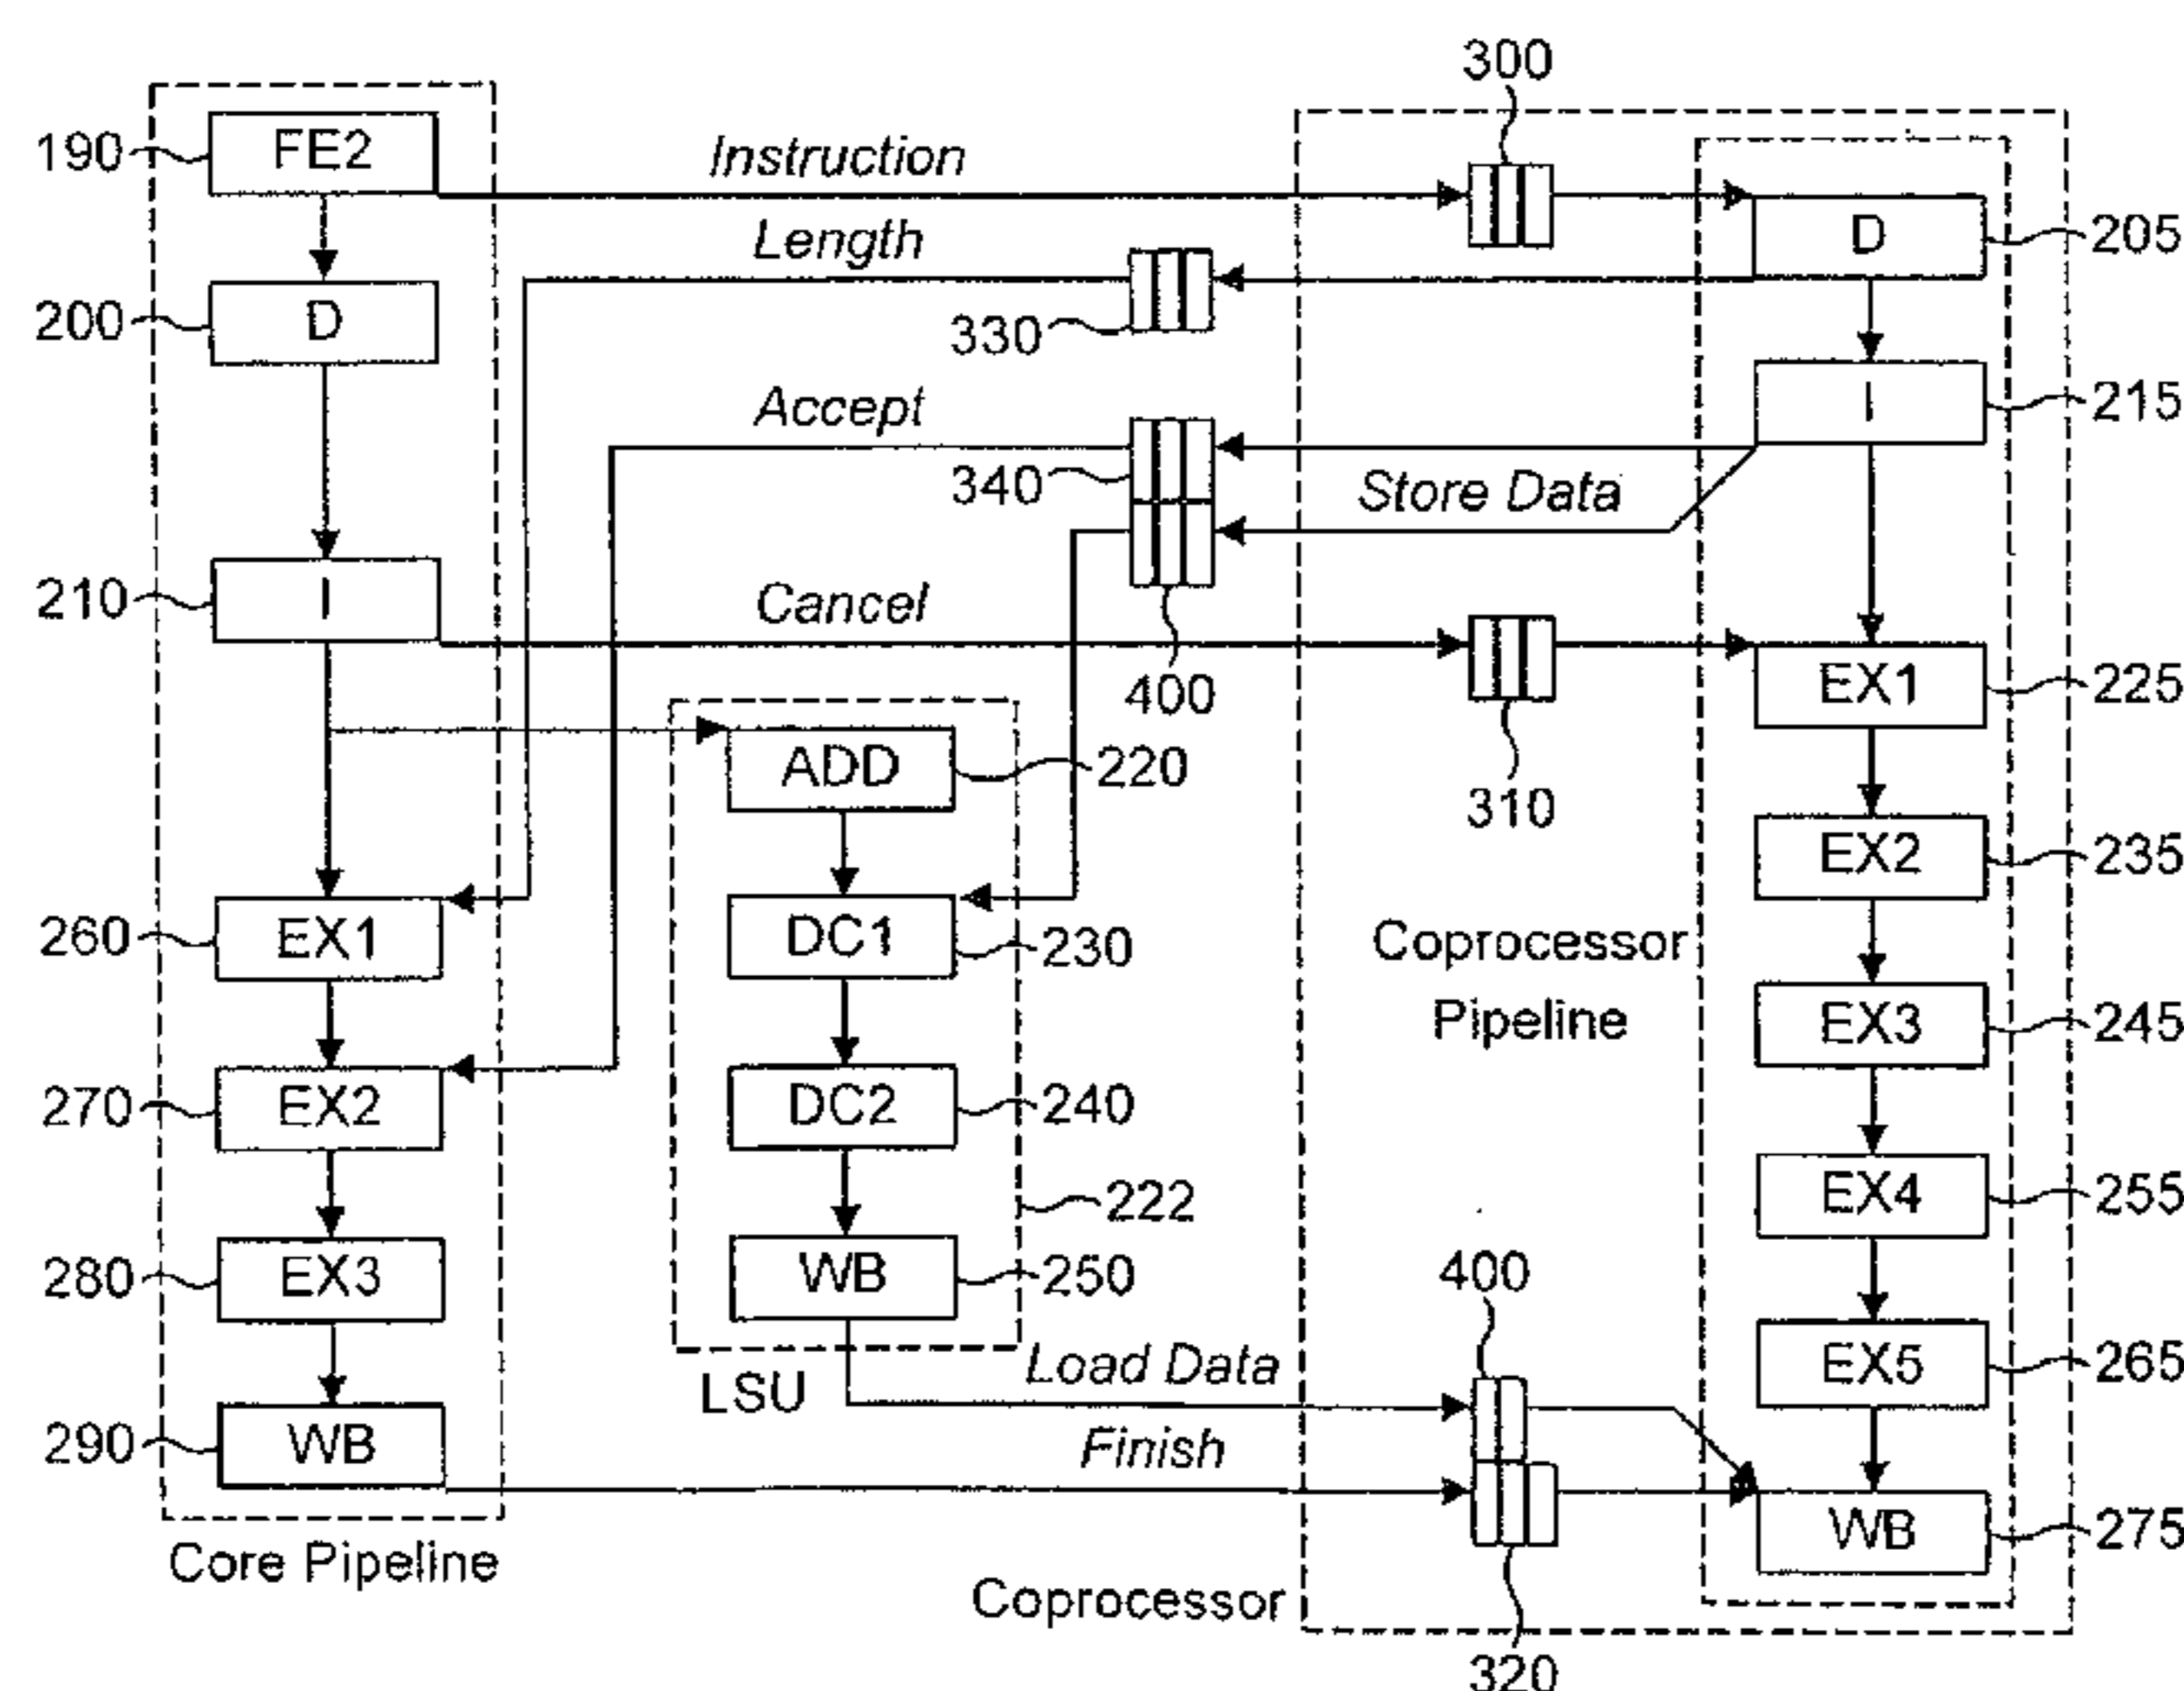 300
190 FE2 Instruction
Length D 205
200 D 330
Accept I 215
340 Store Data
210 I Cancel
400 EX1 225
ADD 220
310
EX2 235
260 EX1 DC1 230 Coprocessor
Pipeline EX3 245
270 EX2 DC2 240
222 EX4 255
280 EX3 WB 250 400
LSU Load Data EX5 265
290 WB Finish
WB 275
Core Pipeline
Coprocessor
320